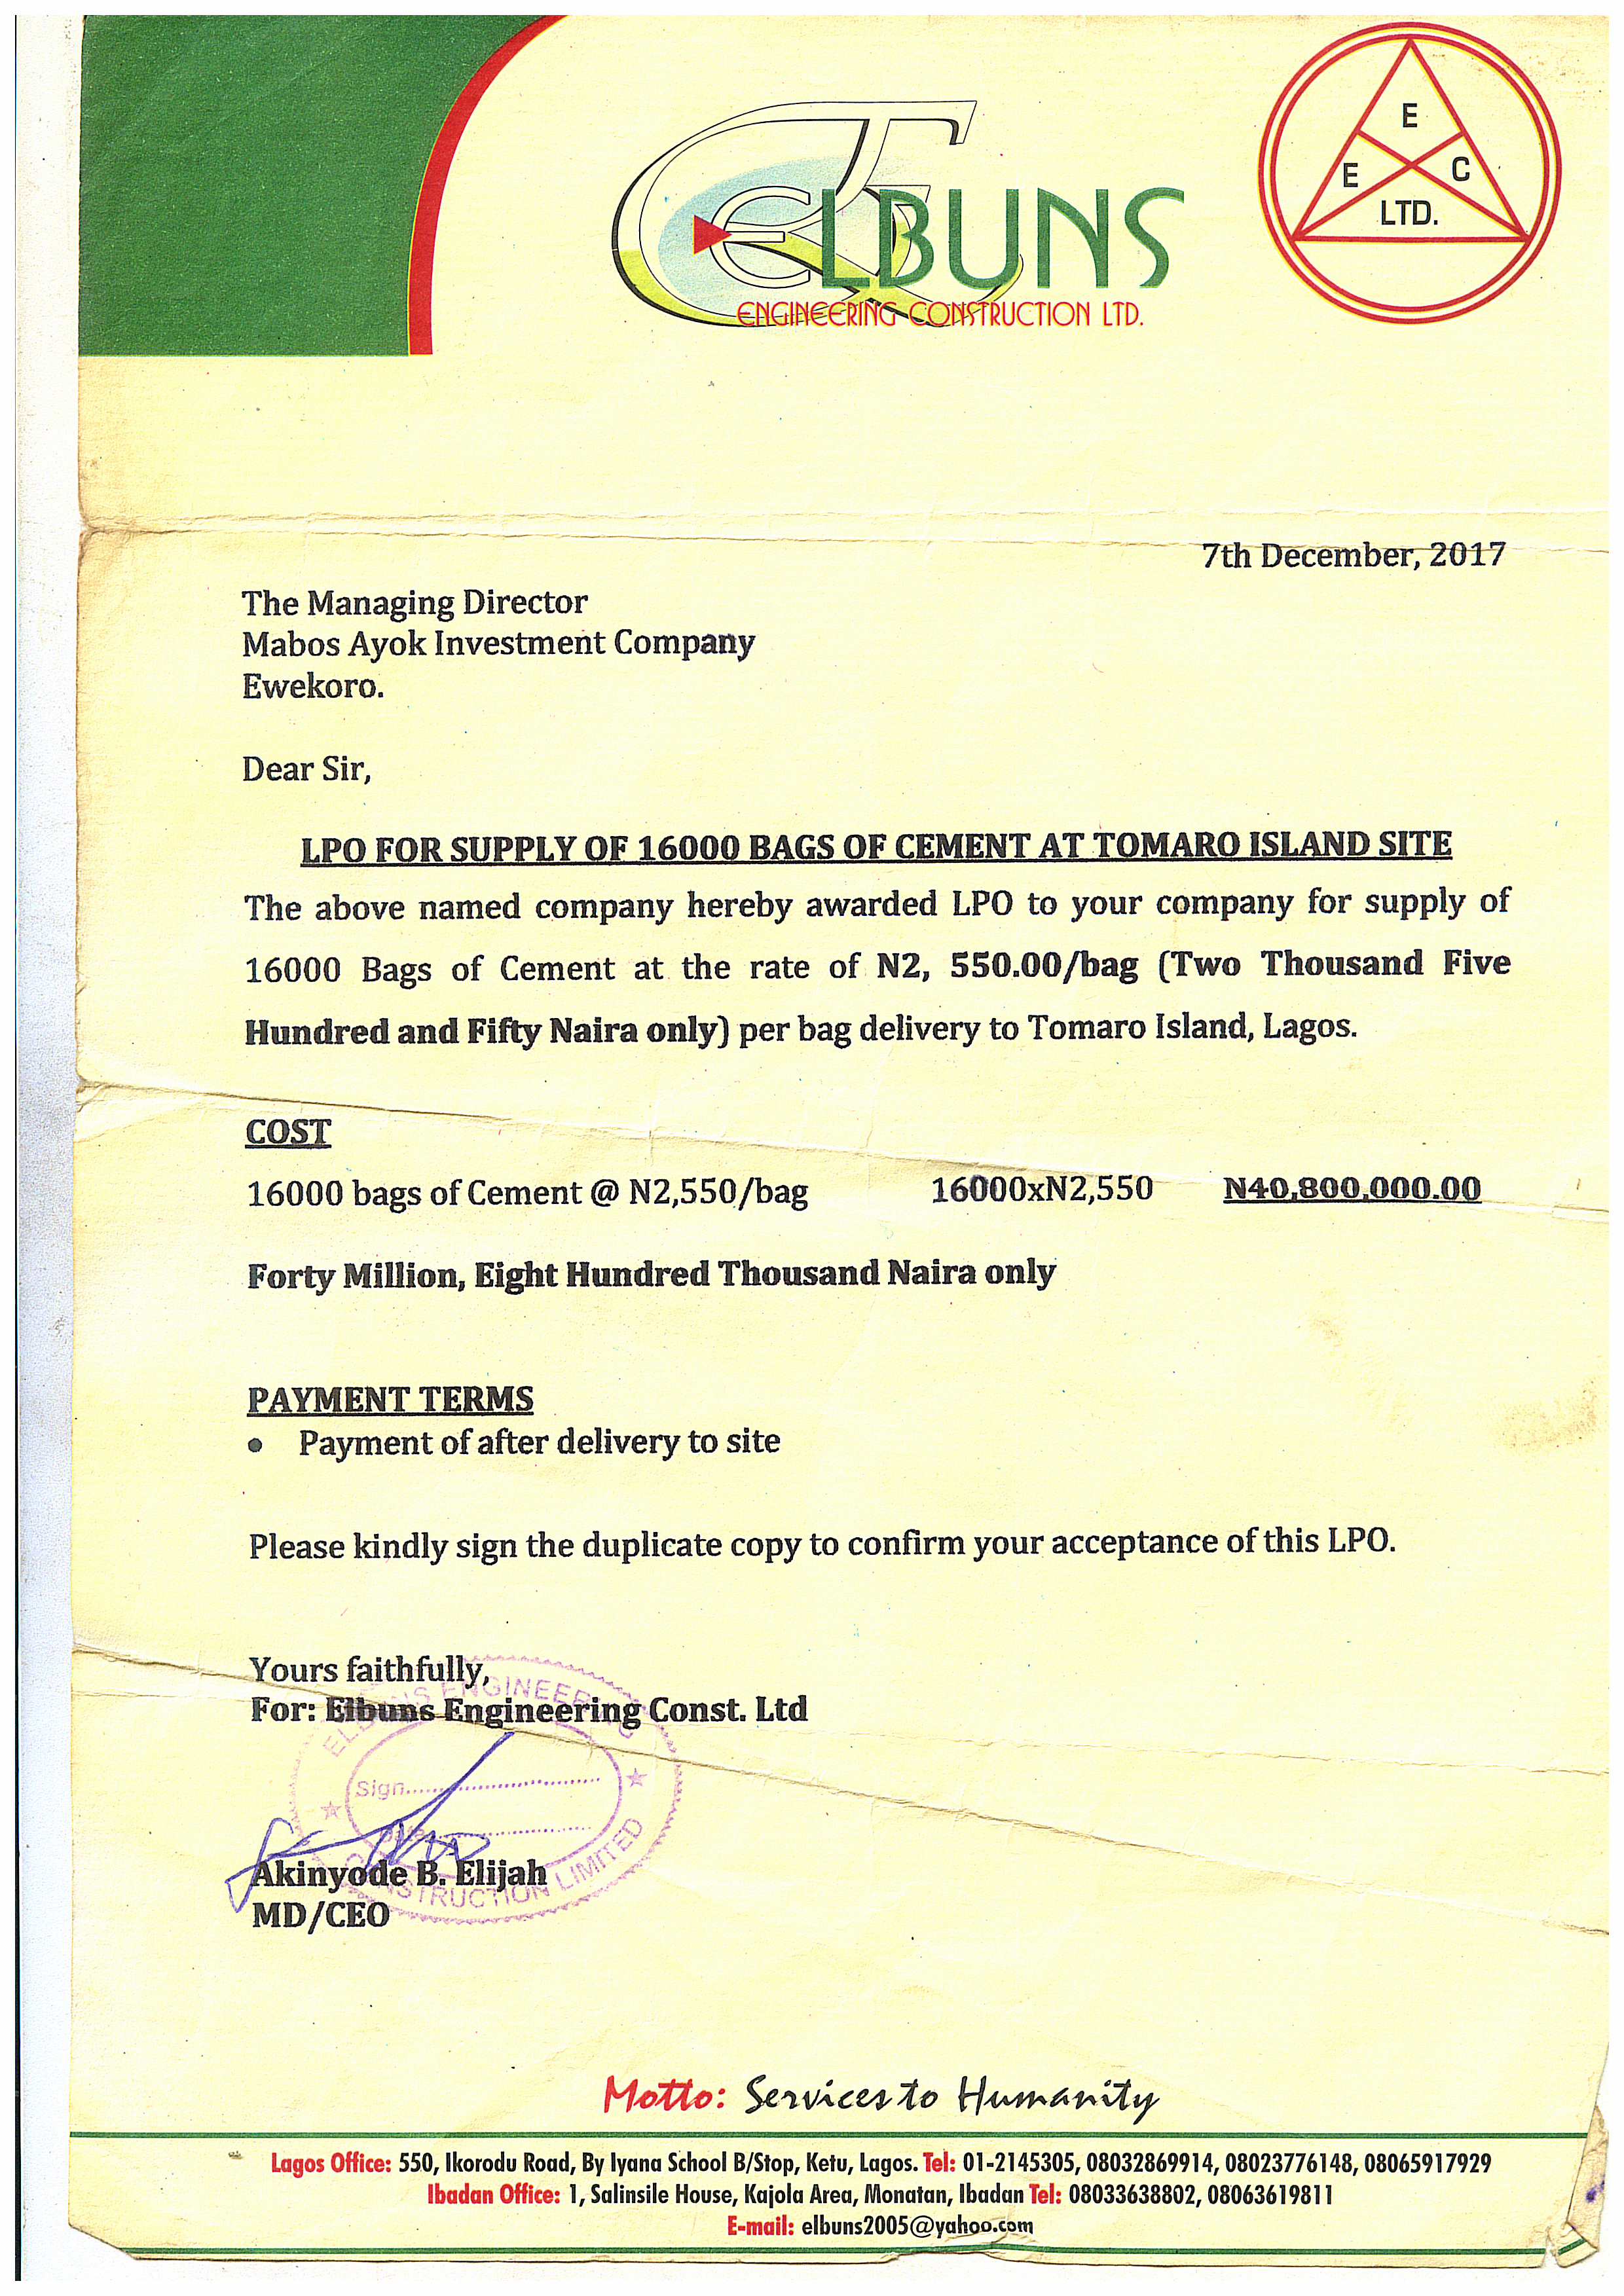 ELBUNS
ENGINEERING CONSTRUCTION LTD.
E
E C
LTD.
7th December, 2017
The Managing Director
Mabos Ayok Investment Company
Ewekoro.
Dear Sir,
LPO FOR SUPPLY OF 16000 BAGS OF CEMENT AT TOMARO ISLAND SITE
The above named company hereby awarded LPO to your company for supply of
16000 Bags of Cement at the rate of N2, 550.00/bag (Two Thousand Five
Hundred and Fifty Naira only) per bag delivery to Tomaro Island, Lagos.
COST
16000 bags of Cement @ N2,550/bag 16000xN2,550 N40,800,000.00
Forty Million, Eight Hundred Thousand Naira only
PAYMENT TERMS
• Payment of after delivery to site
Please kindly sign the duplicate copy to confirm your acceptance of this LPO.
Yours faithfully,
For: Elbuns Engineering Const. Ltd
ELBUNS ENGINEERING
Sign
CONSTRUCTION LIMITED
Akinyode B. Elijah
MD/CEO
Motto: Services to Humanity
Lagos Office: 550, Ikorodu Road, By Iyana School B/Stop, Ketu, Lagos. Tel: 01-2145305, 08032869914, 08023776148, 08065917929
Ibadan Office: 1, Salinsile House, Kajola Area, Monatan, Ibadan Tel: 08033638802, 08063619811
E-mail: elbuns2005@yahoo.com